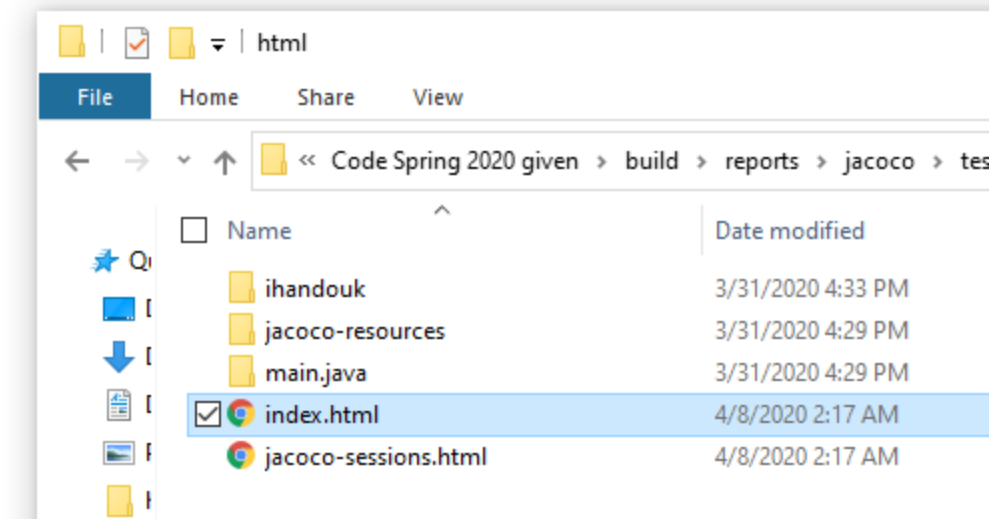 html
File Home Share View
« Code Spring 2020 given › build › reports › jacoco ›
Name Date modified
ihandouk 3/31/2020 4:33 PM
jacoco-resources 3/31/2020 4:29 PM
main.java 3/31/2020 4:29 PM
index.html 4/8/2020 2:17 AM
jacoco-sessions.html 4/8/2020 2:17 AM